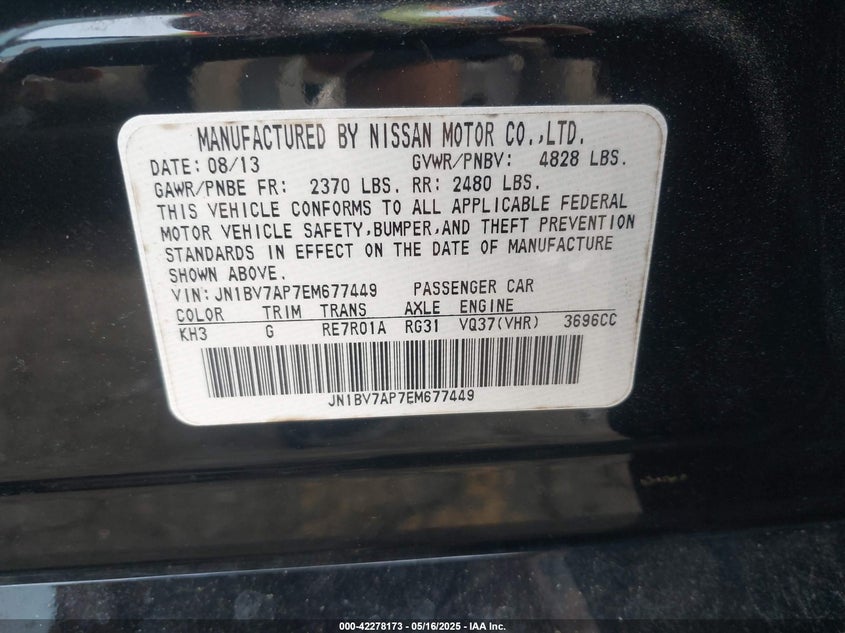 MANUFACTURED BY NISSAN MOTOR CO.,LTD.
DATE: 08/13 GVWR/PNBV: 4828 LBS.
GAWR/PNBE FR: 2370 LBS. RR: 2480 LBS.
THIS VEHICLE CONFORMS TO ALL APPLICABLE FEDERAL
MOTOR VEHICLE SAFETY,BUMPER,AND THEFT PREVENTION
STANDARDS IN EFFECT ON THE DATE OF MANUFACTURE
SHOWN ABOVE.
VIN:JN1BV7AP7EM677449 PASSENGER CAR
COLOR TRIM TRANS AXLE ENGINE
KH3 G RE7R01A RG31 VQ37(VHR) 3696CC
JN1BV7AP7EM677449
000-42278173 - 05/16/2025 - IAA Inc.